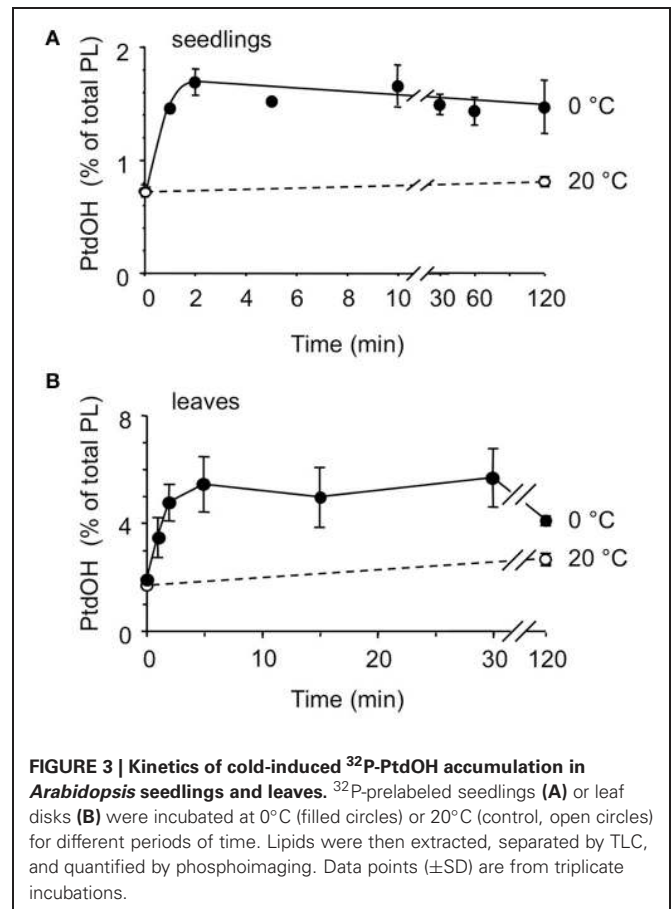 A
seedlings
2
1
0
PtdOH (% of total PL)
0 °C
20 °C
0 2 4 6 8 10 30 60 120
Time (min)
B
leaves
8
4
0
PtdOH (% of total PL)
0 °C
20 °C
0 10 20 30 120
Time (min)
FIGURE 3 | Kinetics of cold-induced ³²P-PtdOH accumulation in
Arabidopsis seedlings and leaves. ³²P-prelabeled seedlings (A) or leaf
disks (B) were incubated at 0°C (filled circles) or 20°C (control, open circles)
for different periods of time. Lipids were then extracted, separated by TLC,
and quantified by phosphoimaging. Data points (±SD) are from triplicate
incubations.